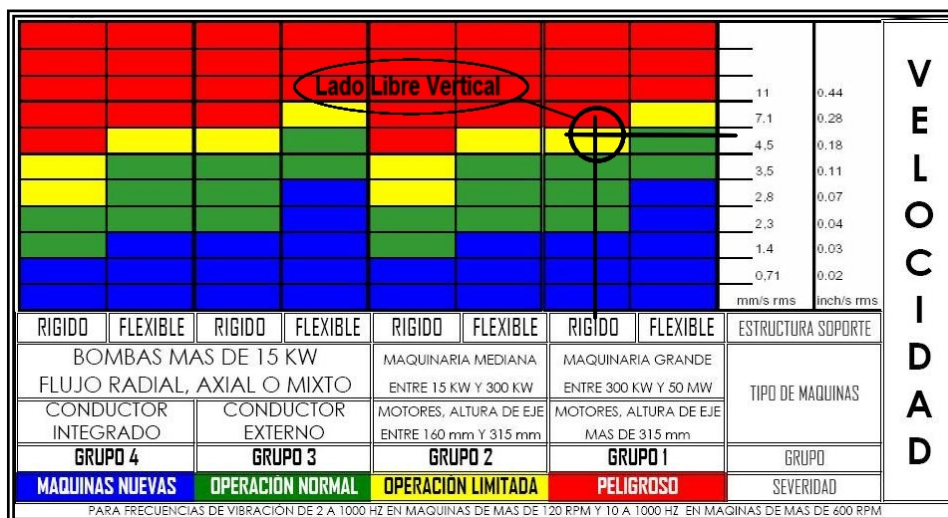 Lado Libre Vertical
11 0.44
7.1 0.28
4,5 0.18
3,5 0.11
2,8 0.07
2,3 0.04
1.4 0.03
0,71 0.02
mm/s rms inch/s rms
VELOCIDAD
RIGIDO FLEXIBLE RIGIDO FLEXIBLE RIGIDO FLEXIBLE RIGIDO FLEXIBLE ESTRUCTURA SOPORTE
BOMBAS MAS DE 15 KW
FLUJO RADIAL, AXIAL O MIXTO
MAQUINARIA MEDIANA
ENTRE 15 KW Y 300 KW
MAQUINARIA GRANDE
ENTRE 300 KW Y 50 MW
TIPO DE MAQUINAS
CONDUCTOR
INTEGRADO
CONDUCTOR
EXTERNO
MOTORES, ALTURA DE EJE
ENTRE 160 mm Y 315 mm
MOTORES, ALTURA DE EJE
MAS DE 315 mm
GRUPO 4 GRUPO 3 GRUPO 2 GRUPO 1 GRUPO
MAQUINAS NUEVAS OPERACIÓN NORMAL OPERACIÓN LIMITADA PELIGROSO SEVERIDAD
PARA FRECUENCIAS DE VIBRACIÓN DE 2 A 1000 HZ EN MAQUINAS DE MAS DE 120 RPM Y 10 A 1000 HZ EN MAQINAS DE MAS DE 600 RPM